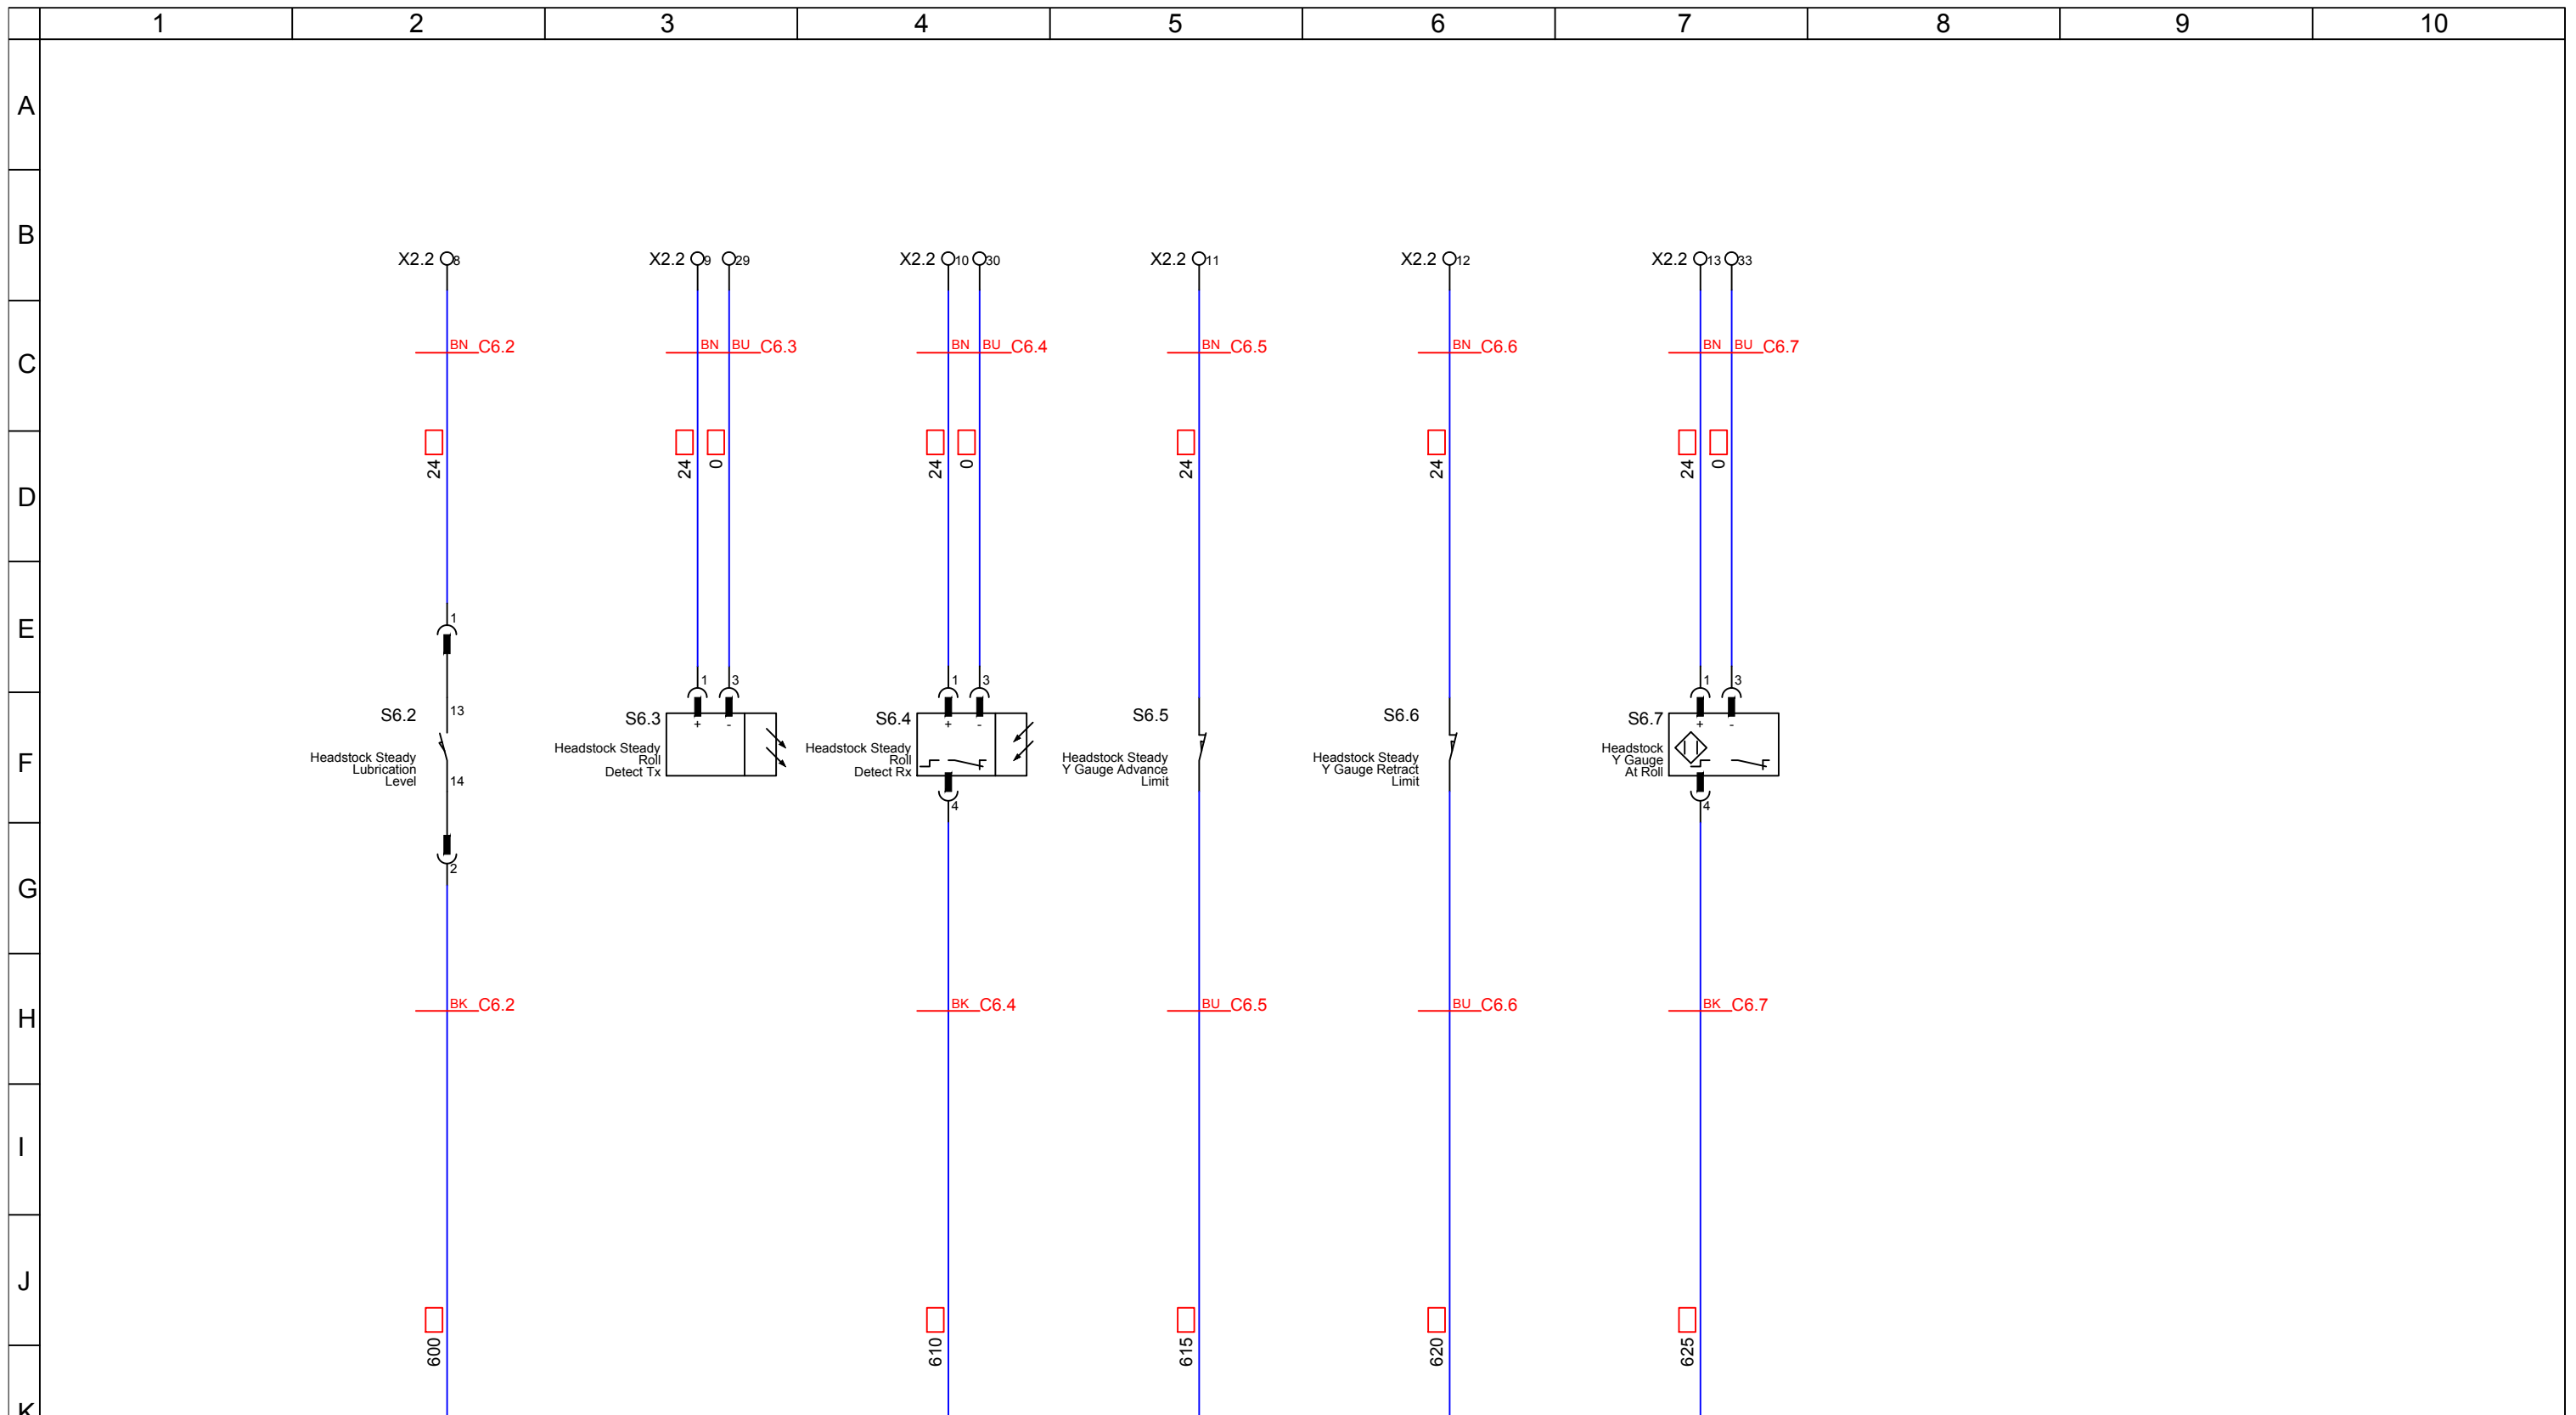 1 2 3 4 5 6 7 8 9 10
A
B
X2.2 8 X2.2 9 29 X2.2 10 30 X2.2 11 X2.2 12 X2.2 13 33
C
BN C6.2 BN BU C6.3 BN BU C6.4 BN C6.5 BN C6.6 BN BU C6.7
24 24 0 24 0 24 24 24 0
D
E
1
1 3 1 3 1 3
S6.2 13 S6.3 + - S6.4 + - S6.5 S6.6 S6.7 + -
F
Headstock Steady
Lubrication
Level
14
Headstock Steady
Roll
Detect Tx
Headstock Steady
Roll
Detect Rx
Headstock Steady
Y Gauge Advance
Limit
Headstock Steady
Y Gauge Retract
Limit
Headstock
Y Gauge
At Roll
4 4
2
G
H
BK C6.2 BK C6.4 BU C6.5 BU C6.6 BK C6.7
I
J
600 610 615 620 625
K